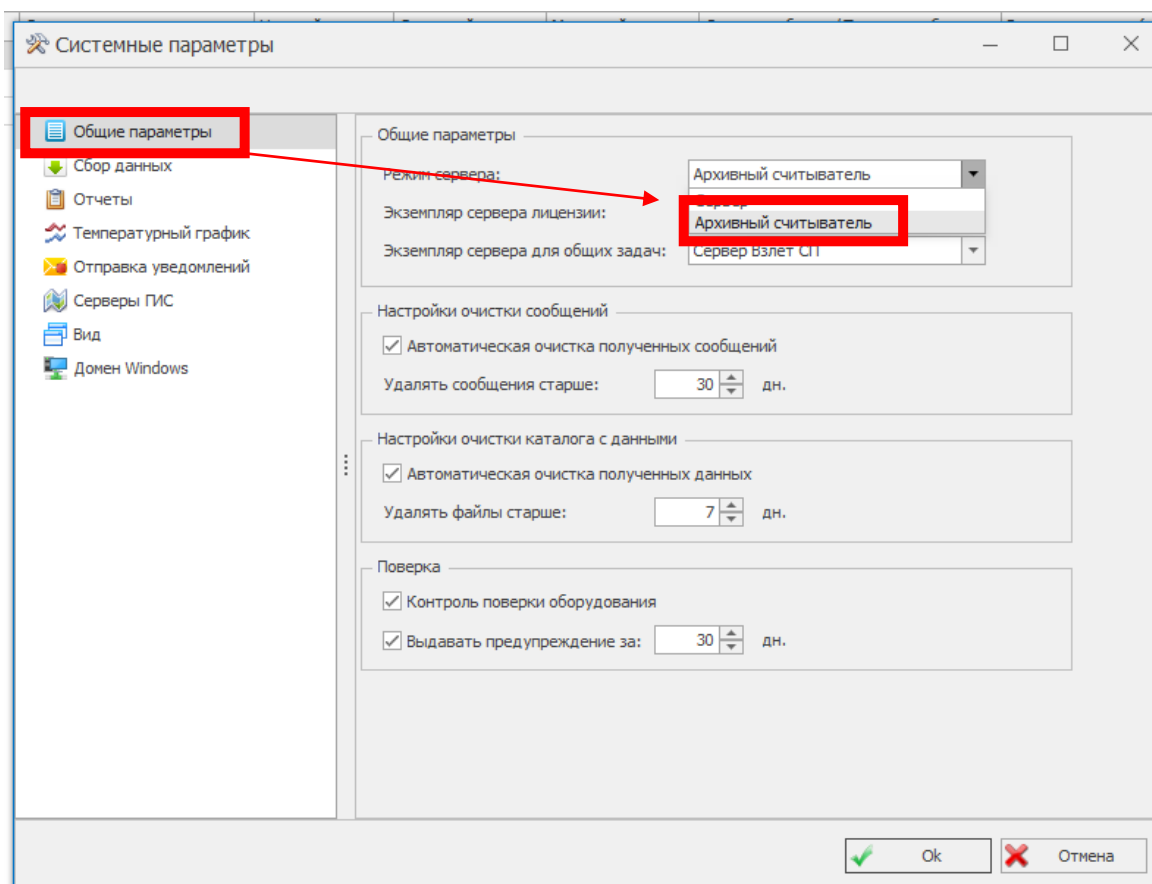 Системные параметры
Общие параметры
Сбор данных
Отчеты
Температурный график
Отправка уведомлений
Серверы ГИС
Вид
Домен Windows
Общие параметры
Режим сервера: Архивный считыватель
Сервер
Экземпляр сервера лицензии: Архивный считыватель
Экземпляр сервера для общих задач: Сервер Взлет СП
Настройки очистки сообщений
Автоматическая очистка полученных сообщений
Удалять сообщения старше: 30 дн.
Настройки очистки каталога с данными
Автоматическая очистка полученных данных
Удалять файлы старше: 7 дн.
Поверка
Контроль поверки оборудования
Выдавать предупреждение за: 30 дн.
Ok Отмена